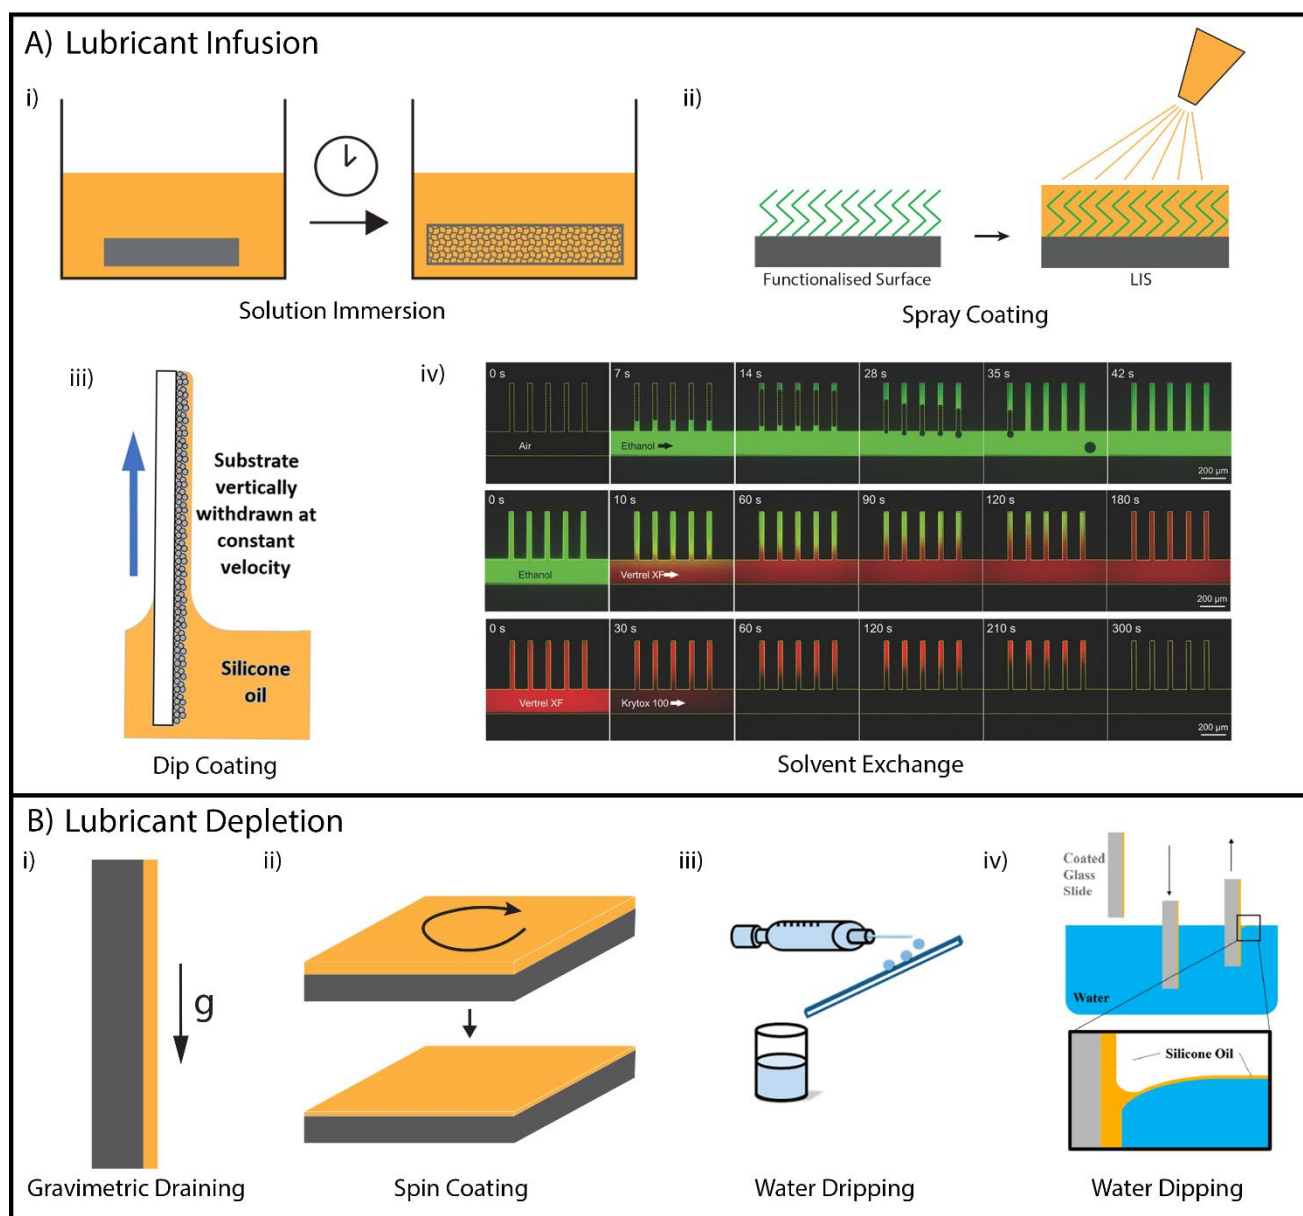 A) Lubricant Infusion
i)
Solution Immersion
ii)
Functionalised Surface
LIS
Spray Coating
iii)
Substrate
vertically
withdrawn at
constant
velocity
Silicone
oil
Dip Coating
iv)
0 s
7 s
14 s
28 s
35 s
42 s
Air
Ethanol
200 µm
0 s
10 s
60 s
90 s
120 s
180 s
Ethanol
Vertrel XF
200 µm
0 s
30 s
60 s
120 s
210 s
300 s
Vertrel XF
Krytox 100
200 µm
Solvent Exchange
B) Lubricant Depletion
i)
g
Gravimetric Draining
ii)
Spin Coating
iii)
Water Dripping
iv)
Coated
Glass
Slide
Water
Silicone Oil
Water Dipping